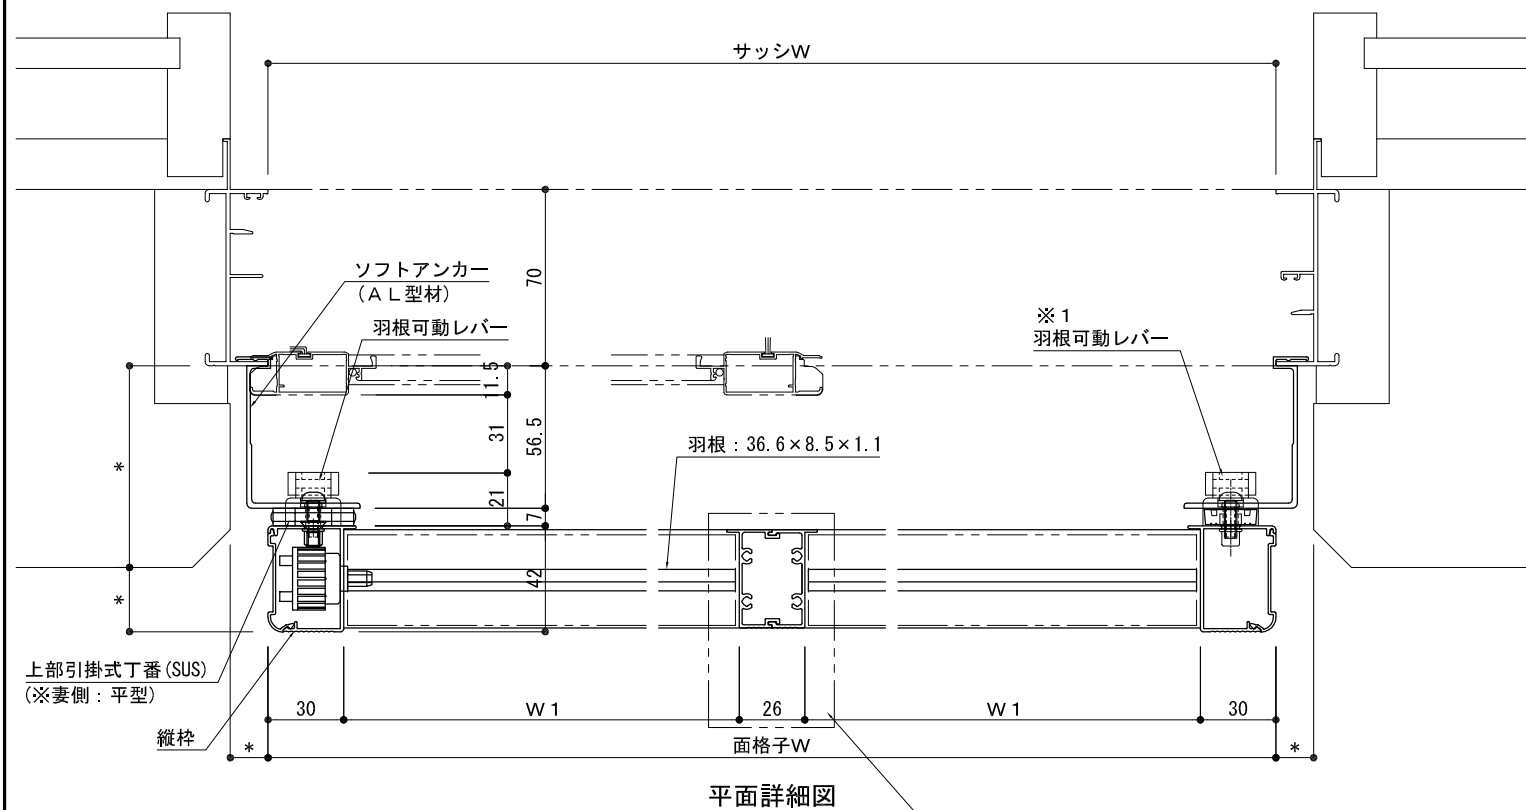 サッシW
70
ソフトアンカー
(AL型材)
羽根可動レバー
※1
羽根可動レバー
11.5
31
56.5
21
7
42
羽根：36.6×8.5×1.1
*
*
上部引掛式丁番(SUS)
(※妻側：平型)
縦枠
30
W1
26
W1
30
*
面格子W
*
平面詳細図